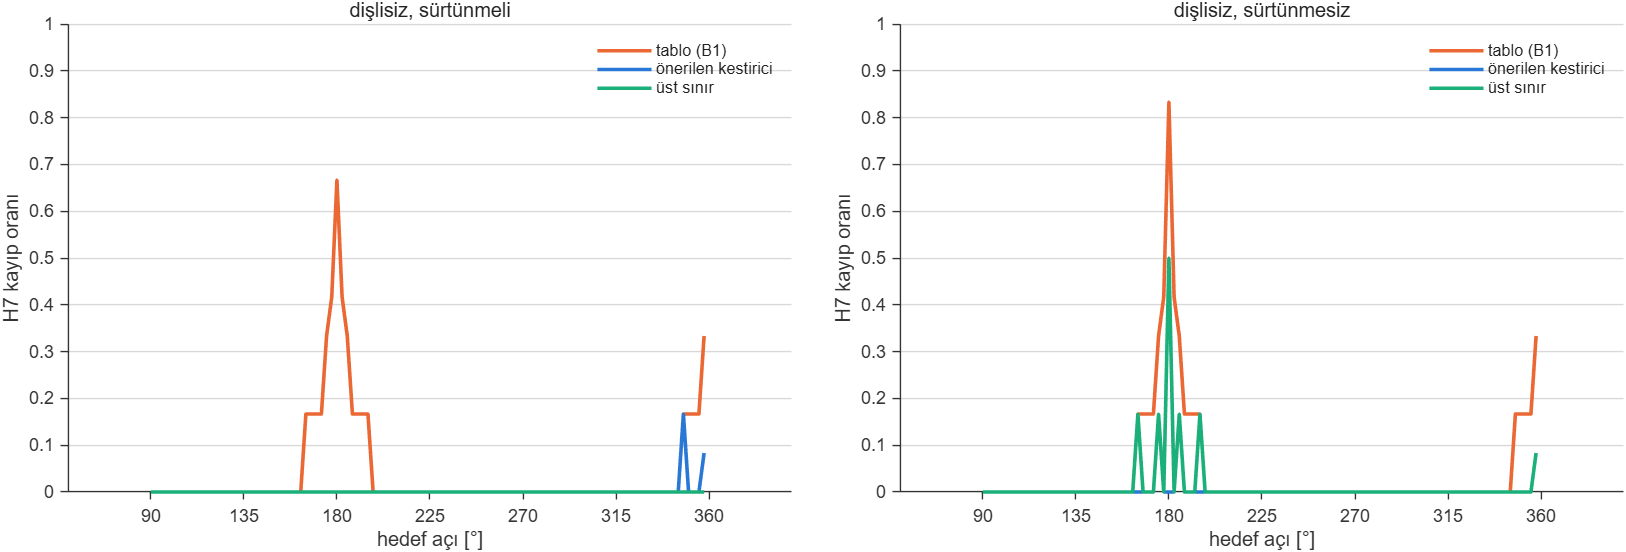 dişlisiz, sürtünmeli
1
0.9
0.8
0.7
0.6
0.5
0.4
0.3
0.2
0.1
0
H7 kayıp oranı
tablo (B1)
önerilen kestirici
üst sınır
90 135 180 225 270 315 360
hedef açı [°]
dişlisiz, sürtünmesiz
1
0.9
0.8
0.7
0.6
0.5
0.4
0.3
0.2
0.1
0
H7 kayıp oranı
tablo (B1)
önerilen kestirici
üst sınır
90 135 180 225 270 315 360
hedef açı [°]